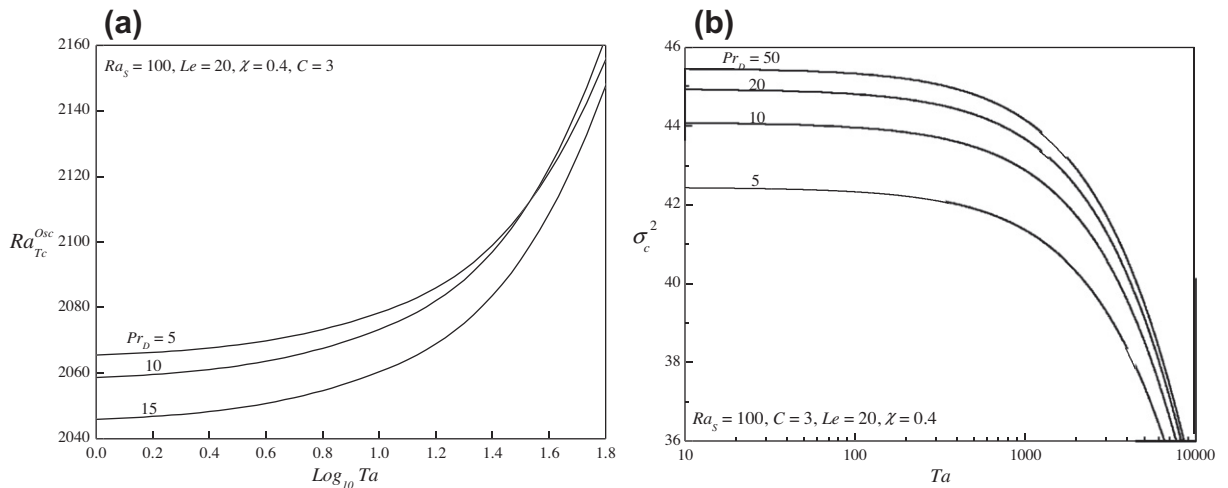 (a)
2160
Ra_S = 100, Le = 20, χ = 0.4, C = 3
2140
2120
Ra_Tc^Osc
2100
2080
Pr_D = 5
10
2060
15
2040
0.0 0.2 0.4 0.6 0.8 1.0 1.2 1.4 1.6 1.8
Log_10 Ta
(b)
46
Pr_D = 50
20
44
10
5
42
σ_c^2
40
38
Ra_S = 100, C = 3, Le = 20, χ = 0.4
36
10 100 1000 10000
Ta